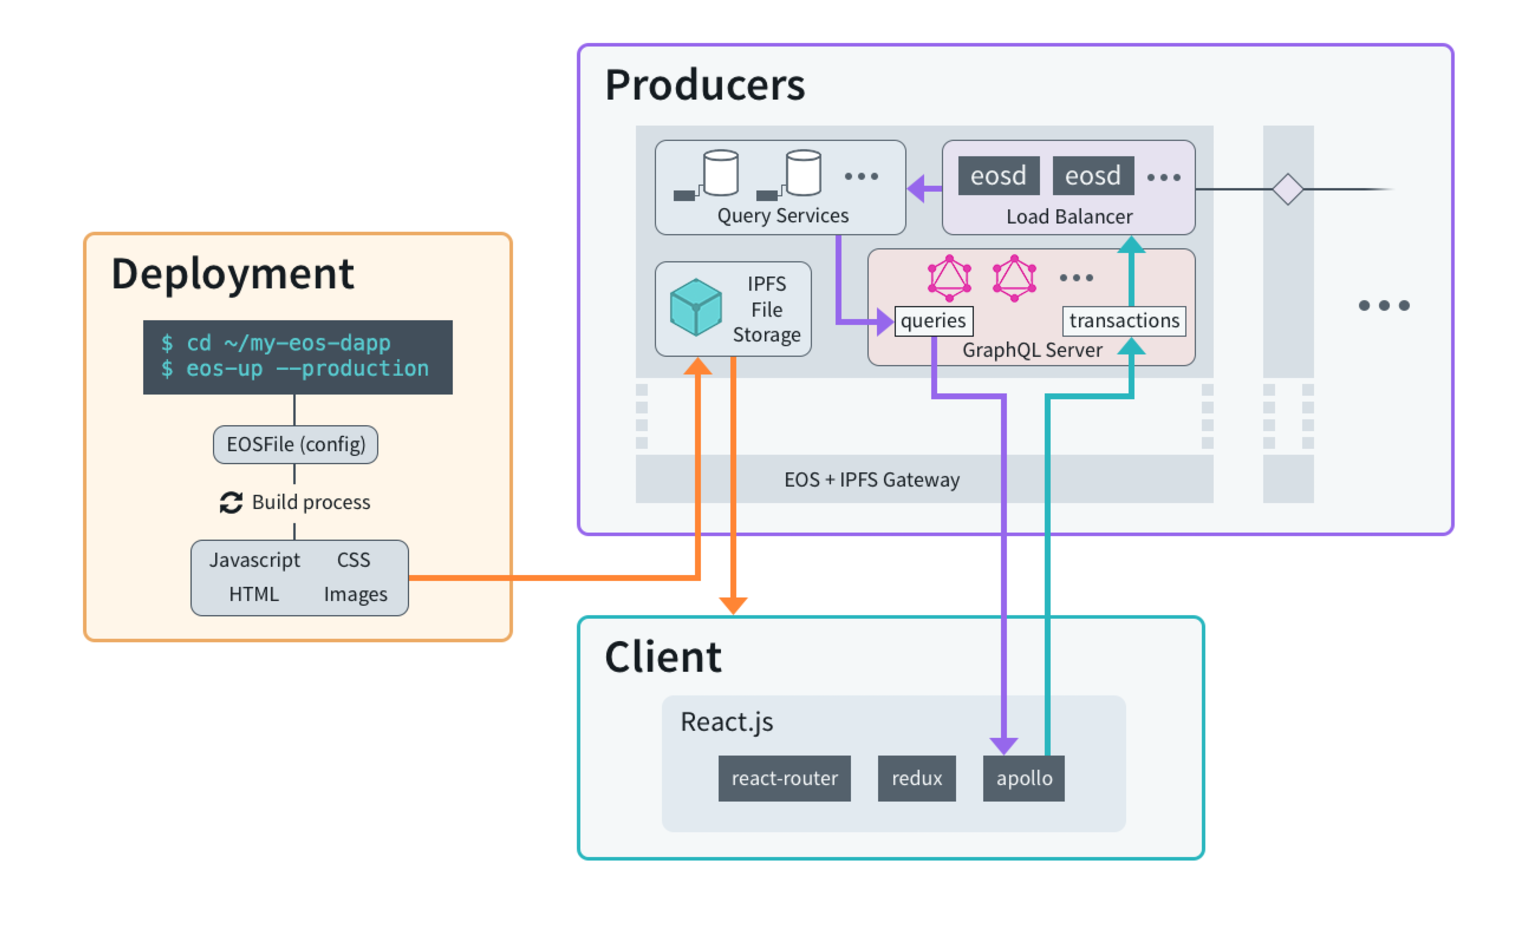 Producers
eosd eosd
Query Services
Load Balancer
IPFS
File
Storage
queries
transactions
GraphQL Server
EOS + IPFS Gateway
Deployment
$ cd ~/my-eos-dapp
$ eos-up --production
EOSFile (config)
Build process
Javascript CSS
HTML Images
Client
React.js
react-router redux apollo